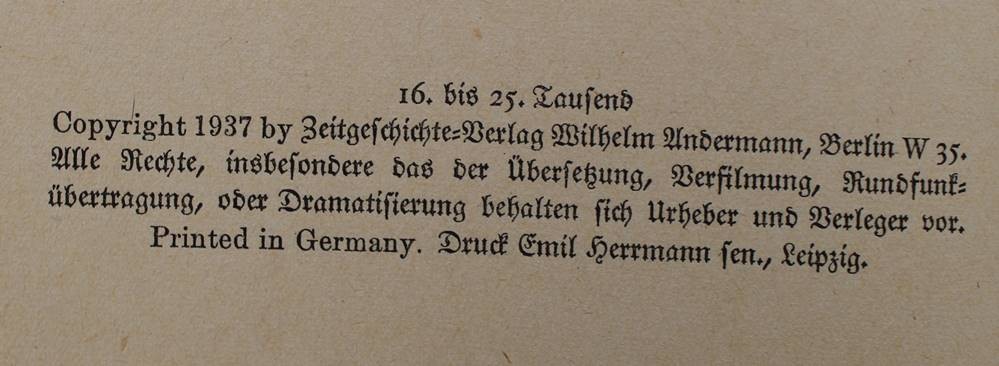 16. bis 25. Tausend
Copyright 1937 by Zeitgeschichte-Verlag Wilhelm Andermann, Berlin W 35.
Alle Rechte, insbesondere das der Übersetzung, Verfilmung, Rundfunk-
übertragung, oder Dramatisierung behalten sich Urheber und Verleger vor.
Printed in Germany. Druck Emil Herrmann sen., Leipzig.